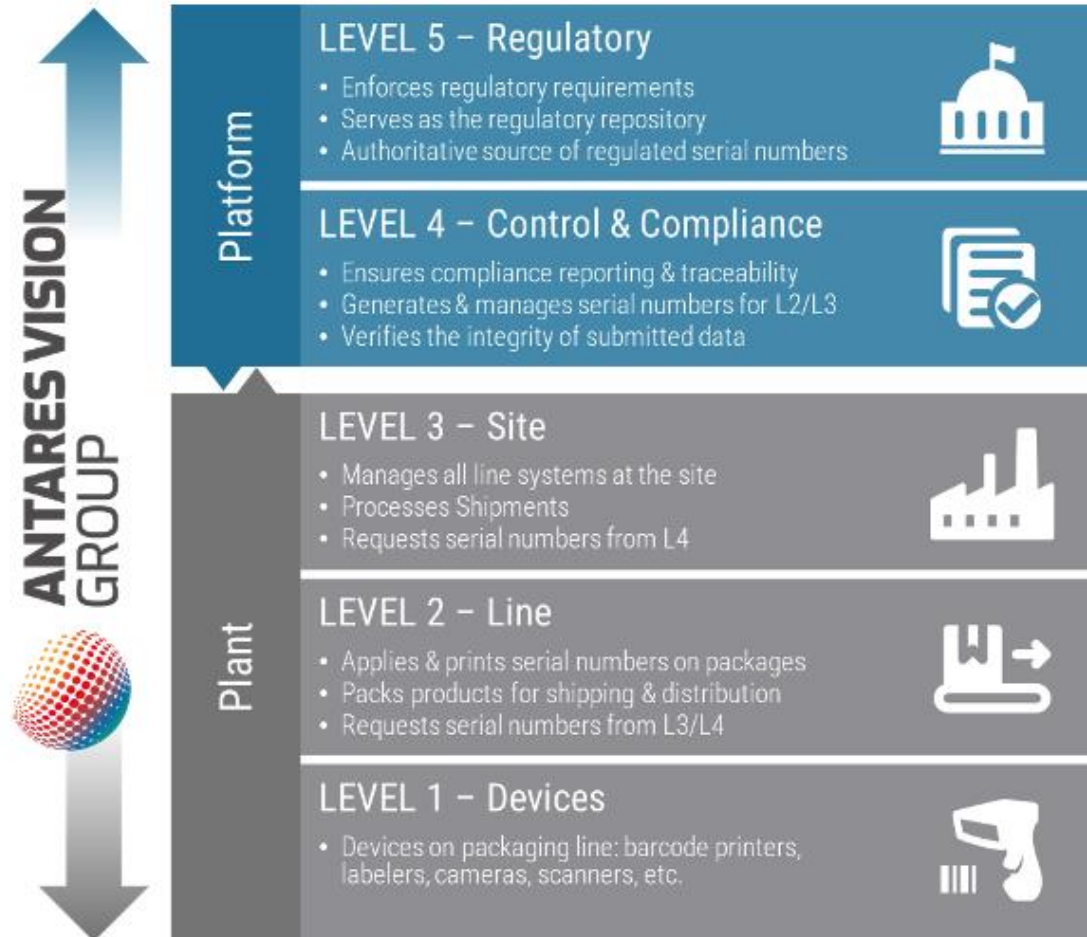 ANTARES VISION
GROUP
Platform
LEVEL 5 – Regulatory
• Enforces regulatory requirements
• Serves as the regulatory repository
• Authoritative source of regulated serial numbers
LEVEL 4 – Control & Compliance
• Ensures compliance reporting & traceability
• Generates & manages serial numbers for L2/L3
• Verifies the integrity of submitted data
Plant
LEVEL 3 – Site
• Manages all line systems at the site
• Processes Shipments
• Requests serial numbers from L4
LEVEL 2 – Line
• Applies & prints serial numbers on packages
• Packs products for shipping & distribution
• Requests serial numbers from L3/L4
LEVEL 1 – Devices
• Devices on packaging line: barcode printers,
labelers, cameras, scanners, etc.